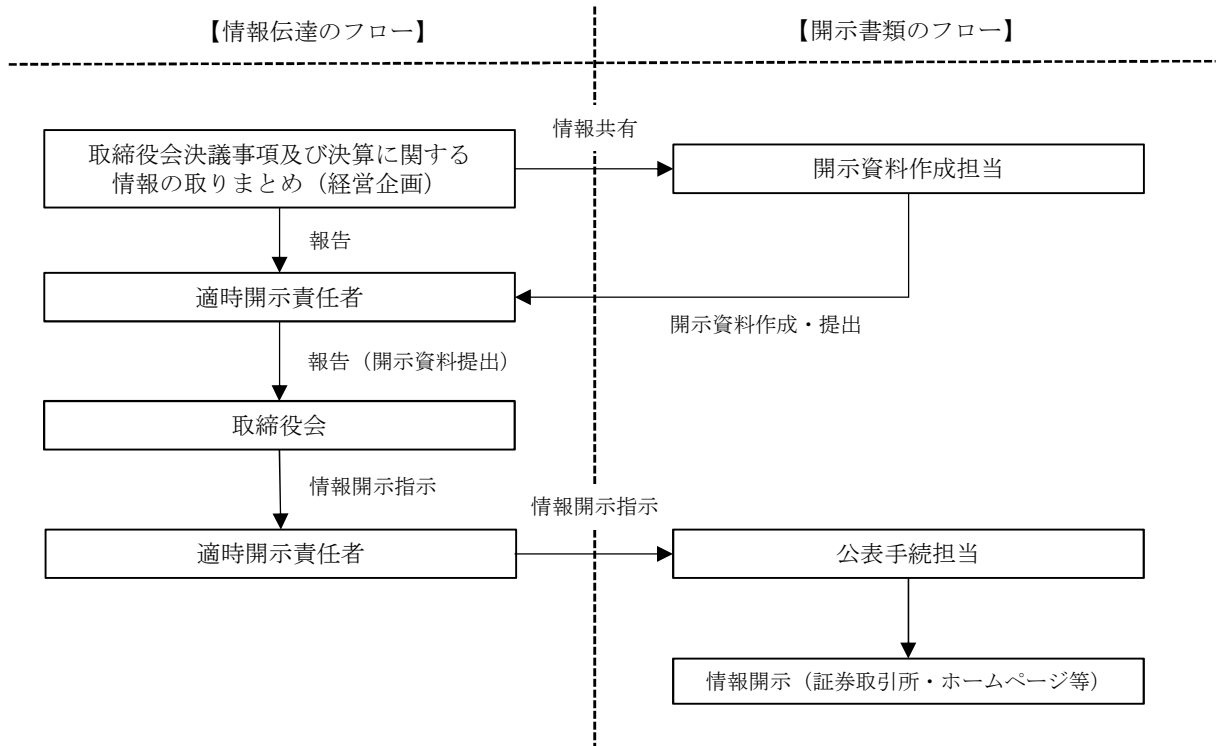 【情報伝達のフロー】
【開示書類のフロー】
情報共有
取締役会決議事項及び決算に関する
情報の取りまとめ（経営企画）
開示資料作成担当
報告
適時開示責任者
開示資料作成・提出
報告（開示資料提出）
取締役会
情報開示指示
情報開示指示
適時開示責任者
公表手続担当
情報開示（証券取引所・ホームページ等）